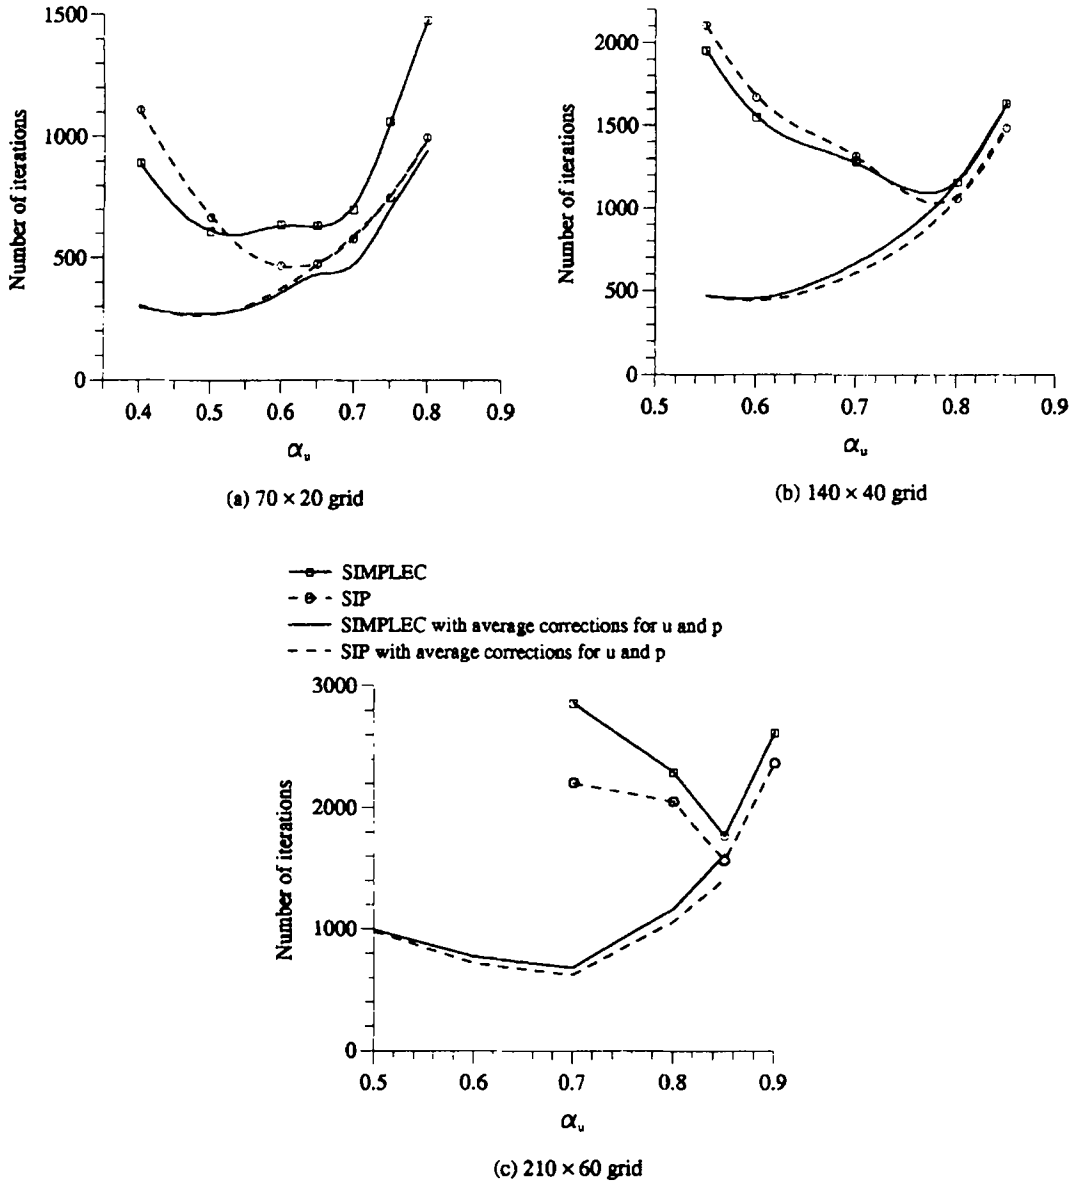 1500
1000
500
0
Number of iterations
0.4 0.5 0.6 0.7 0.8 0.9
αu
(a) 70 × 20 grid
2000
1500
1000
500
0
Number of iterations
0.5 0.6 0.7 0.8 0.9
αu
(b) 140 × 40 grid
SIMPLEC
SIP
SIMPLEC with average corrections for u and p
SIP with average corrections for u and p
3000
2000
1000
0
Number of iterations
0.5 0.6 0.7 0.8 0.9
αu
(c) 210 × 60 grid